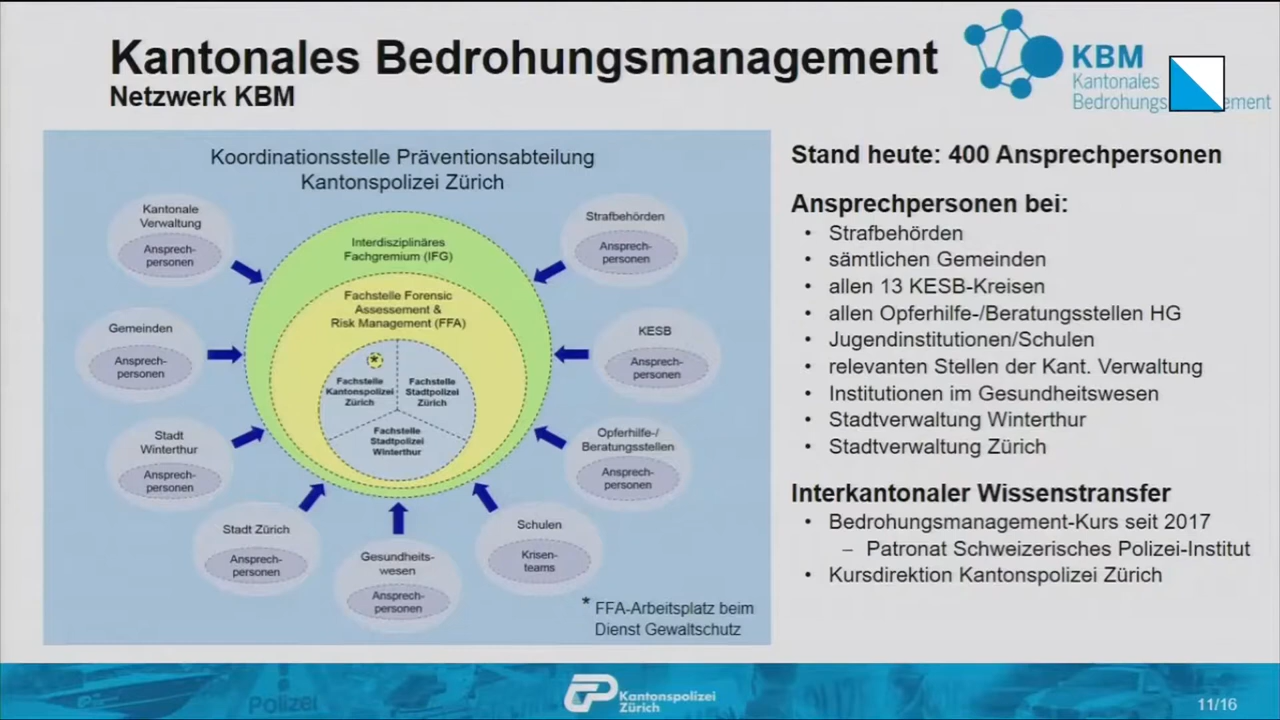 Kantonales Bedrohungsmanagement
Netzwerk KBM
KBM
Kantonales
Bedrohungs ement
Koordinationsstelle Präventionsabteilung
Kantonspolizei Zürich
Kantonale
Verwaltung
Ansprech-
personen
Gemeinden
Ansprech-
personen
Stadt
Winterthur
Ansprech-
personen
Stadt Zürich
Ansprech-
personen
Gesundheits-
wesen
Ansprech-
personen
Schulen
Krisen-
teams
Opferhilfe-/
Beratungsstellen
Ansprech-
personen
KESB
Ansprech-
personen
Strafbehörden
Ansprech-
personen
Interdisziplinäres
Fachgremium (IFG)
Fachstelle Forensic
Assessement &
Risk Management (FFA)
*
Fachstelle
Kantonspolizei
Zürich
Fachstelle
Stadtpolizei
Zürich
Fachstelle
Stadtpolizei
Winterthur
* FFA-Arbeitsplatz beim
Dienst Gewaltschutz
Stand heute: 400 Ansprechpersonen
Ansprechpersonen bei:
• Strafbehörden
• sämtlichen Gemeinden
• allen 13 KESB-Kreisen
• allen Opferhilfe-/Beratungsstellen HG
• Jugendinstitutionen/Schulen
• relevanten Stellen der Kant. Verwaltung
• Institutionen im Gesundheitswesen
• Stadtverwaltung Winterthur
• Stadtverwaltung Zürich
Interkantonaler Wissenstransfer
• Bedrohungsmanagement-Kurs seit 2017
– Patronat Schweizerisches Polizei-Institut
• Kursdirektion Kantonspolizei Zürich
Polizei
Kantonspolizei
Zürich
11/16